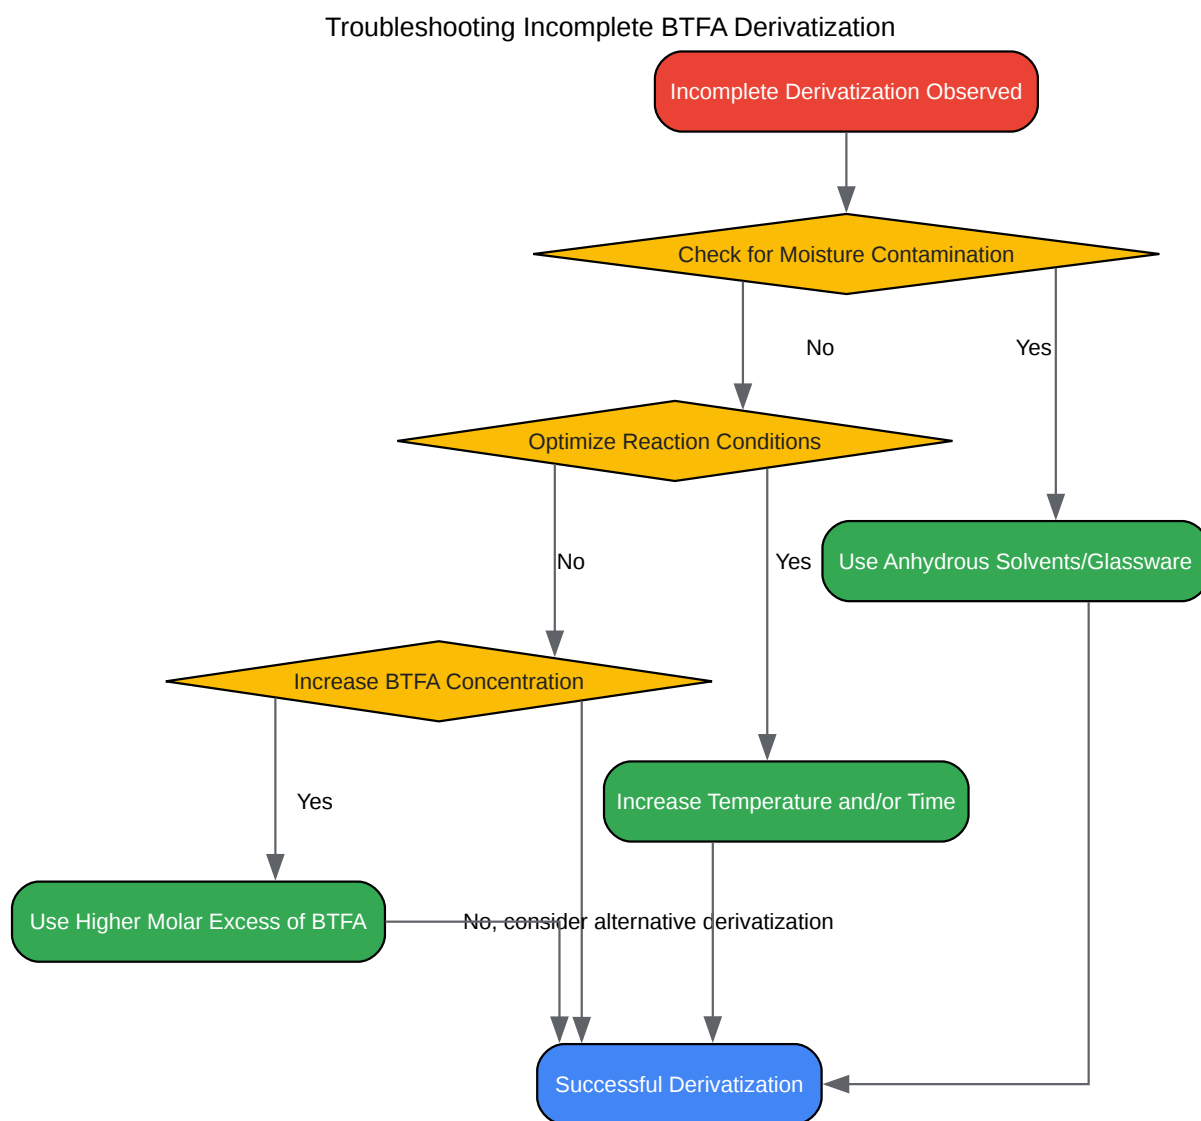 Troubleshooting Incomplete BTFA Derivatization
Incomplete Derivatization Observed
Check for Moisture Contamination
No
Yes
Optimize Reaction Conditions
No
Yes
Use Anhydrous Solvents/Glassware
Increase BTFA Concentration
Yes
Increase Temperature and/or Time
Use Higher Molar Excess of BTFA
No, consider alternative derivatization
Successful Derivatization